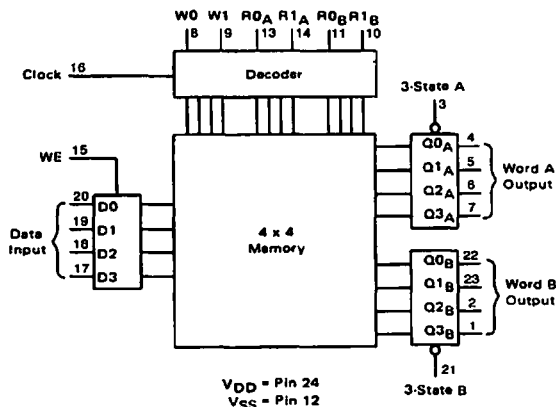 W0 W1 R0A R1A R0B R1B
8 9 13 14 11 10
Clock 16
Decoder
3-State A
3
WE 15
Data Input
20 D0
19 D1
18 D2
17 D3
4 x 4
Memory
Q0A 4
Q1A 5
Q2A 6
Q3A 7
Word A
Output
Q0B 22
Q1B 23
Q2B 2
Q3B 1
Word B
Output
21
3-State B
VDD = Pin 24
VSS = Pin 12